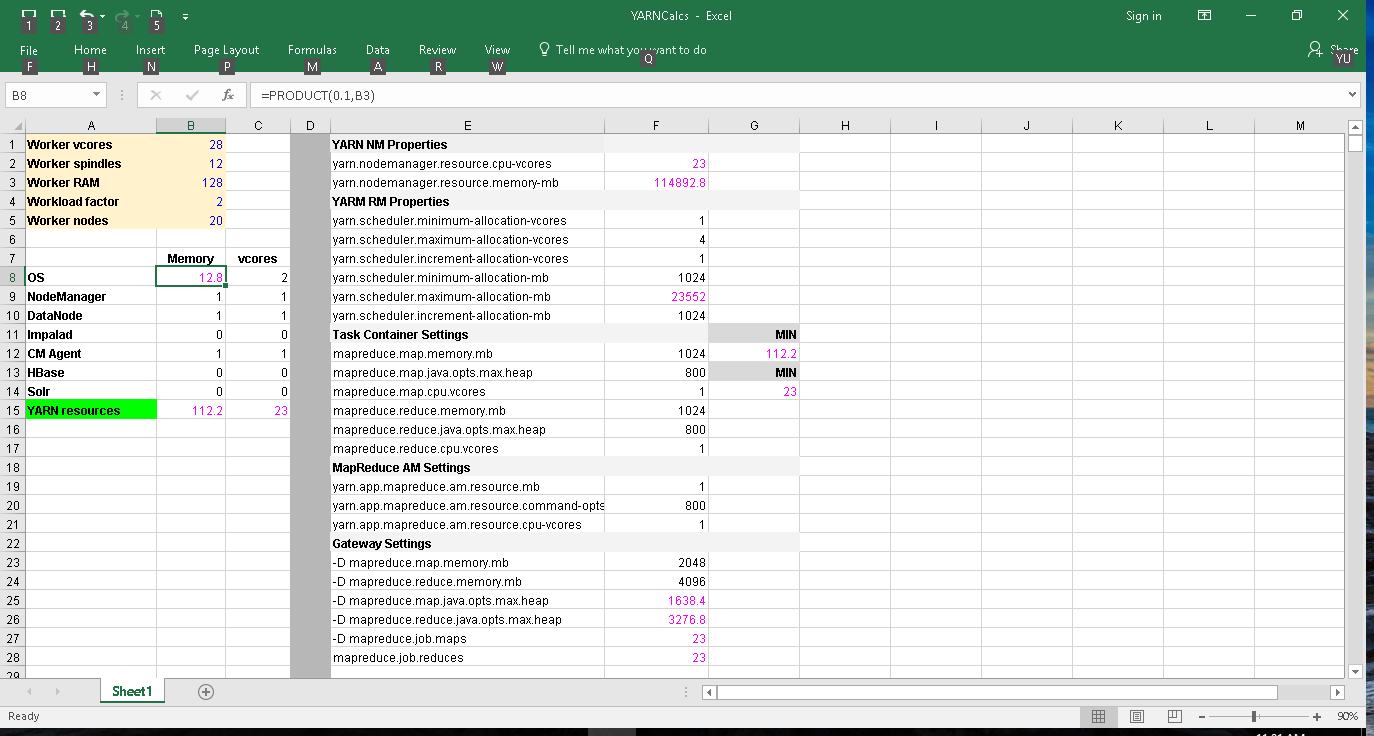 YARNCalcs - Excel
Sign in
1 2 3 4 5
File Home Insert Page Layout Formulas Data Review View Tell me what you want to do Share
F H N P M A R W Q YU
B8 fx =PRODUCT(0.1,B3)
A B C D E F G H I J K L M
1 Worker vcores 28 YARN NM Properties
2 Worker spindles 12 yarn.nodemanager.resource.cpu-vcores 23
3 Worker RAM 128 yarn.nodemanager.resource.memory-mb 114892.8
4 Workload factor 2 YARM RM Properties
5 Worker nodes 20 yarn.scheduler.minimum-allocation-vcores 1
6 yarn.scheduler.maximum-allocation-vcores 4
7 Memory vcores yarn.scheduler.increment-allocation-vcores 1
8 OS 12.8 2 yarn.scheduler.minimum-allocation-mb 1024
9 NodeManager 1 1 yarn.scheduler.maximum-allocation-mb 23552
10 DataNode 1 1 yarn.scheduler.increment-allocation-mb 1024
11 Impalad 0 0 Task Container Settings MIN
12 CM Agent 1 1 mapreduce.map.memory.mb 1024 112.2
13 HBase 0 0 mapreduce.map.java.opts.max.heap 800 MIN
14 Solr 0 0 mapreduce.map.cpu.vcores 1 23
15 YARN resources 112.2 23 mapreduce.reduce.memory.mb 1024
16 mapreduce.reduce.java.opts.max.heap 800
17 mapreduce.reduce.cpu.vcores 1
18 MapReduce AM Settings
19 yarn.app.mapreduce.am.resource.mb 1
20 yarn.app.mapreduce.am.resource.command-opts 800
21 yarn.app.mapreduce.am.resource.cpu-vcores 1
22 Gateway Settings
23 -D mapreduce.map.memory.mb 2048
24 -D mapreduce.reduce.memory.mb 4096
25 -D mapreduce.map.java.opts.max.heap 1638.4
26 -D mapreduce.reduce.java.opts.max.heap 3276.8
27 -D mapreduce.job.maps 23
28 mapreduce.job.reduces 23
29
Sheet1
Ready 90%